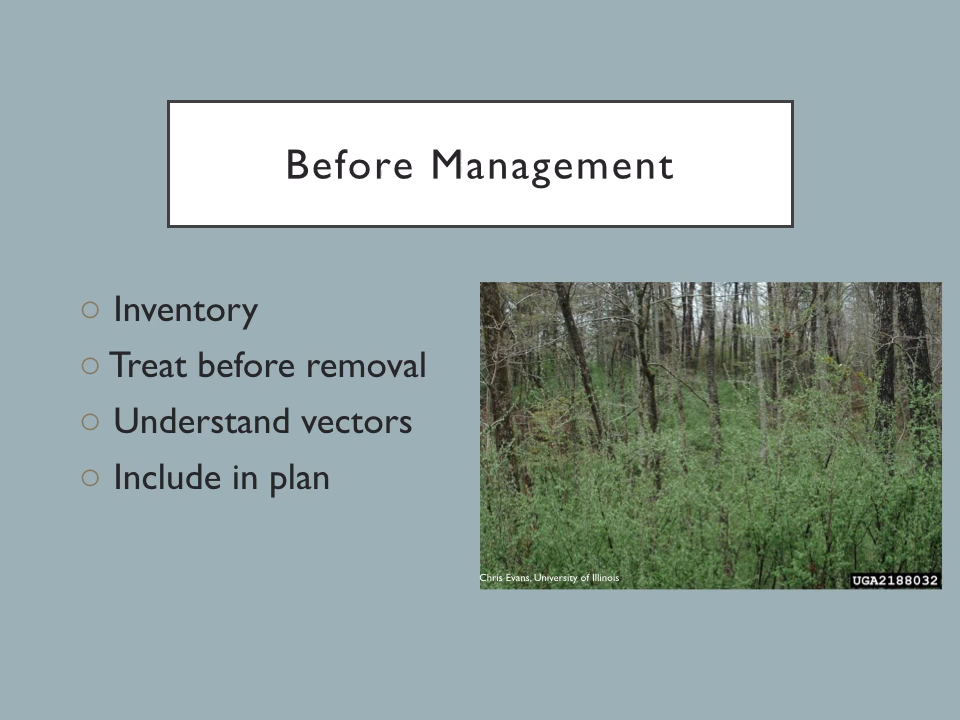 Before Management
○ Inventory
○ Treat before removal
○ Understand vectors
○ Include in plan
Chris Evans, University of Illinois
UGA2188032